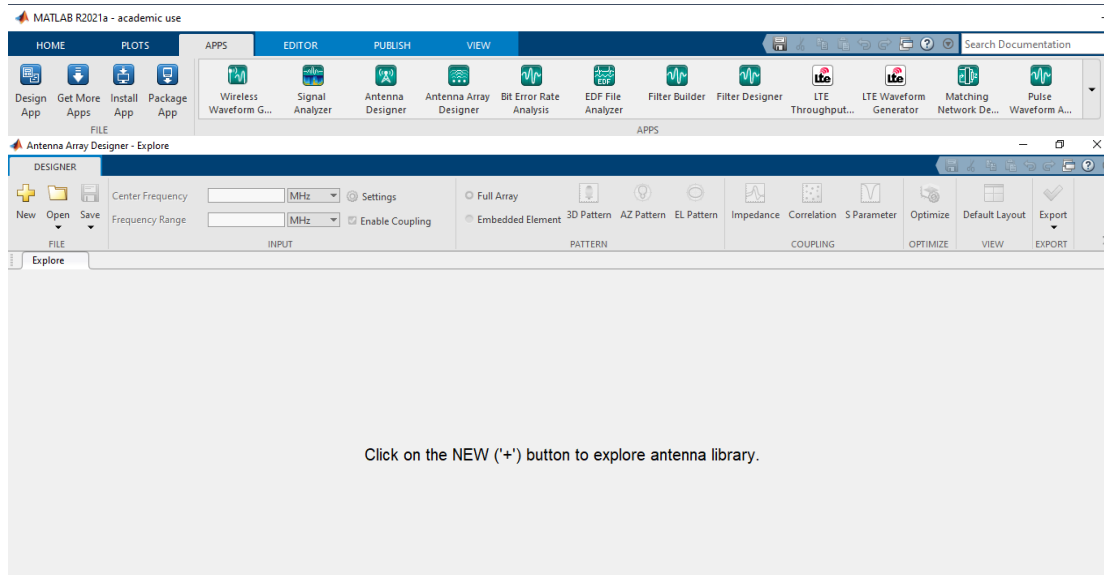 MATLAB R2021a - academic use
HOME PLOTS APPS EDITOR PUBLISH VIEW Search Documentation
Design App
Get More Apps
Install App
Package App
Wireless Waveform G...
Signal Analyzer
Antenna Designer
Antenna Array Designer
Bit Error Rate Analysis
EDF
EDF File Analyzer
Filter Builder
Filter Designer
lte
LTE Throughput...
lte
LTE Waveform Generator
Matching Network De...
Pulse Waveform A...
FILE APPS
Antenna Array Designer - Explore
DESIGNER
New Open Save
Center Frequency MHz Settings
Frequency Range MHz Enable Coupling
Full Array
Embedded Element
3D Pattern AZ Pattern EL Pattern
Impedance Correlation S Parameter
Optimize Default Layout Export
FILE INPUT PATTERN COUPLING OPTIMIZE VIEW EXPORT
Explore
Click on the NEW ('+') button to explore antenna library.